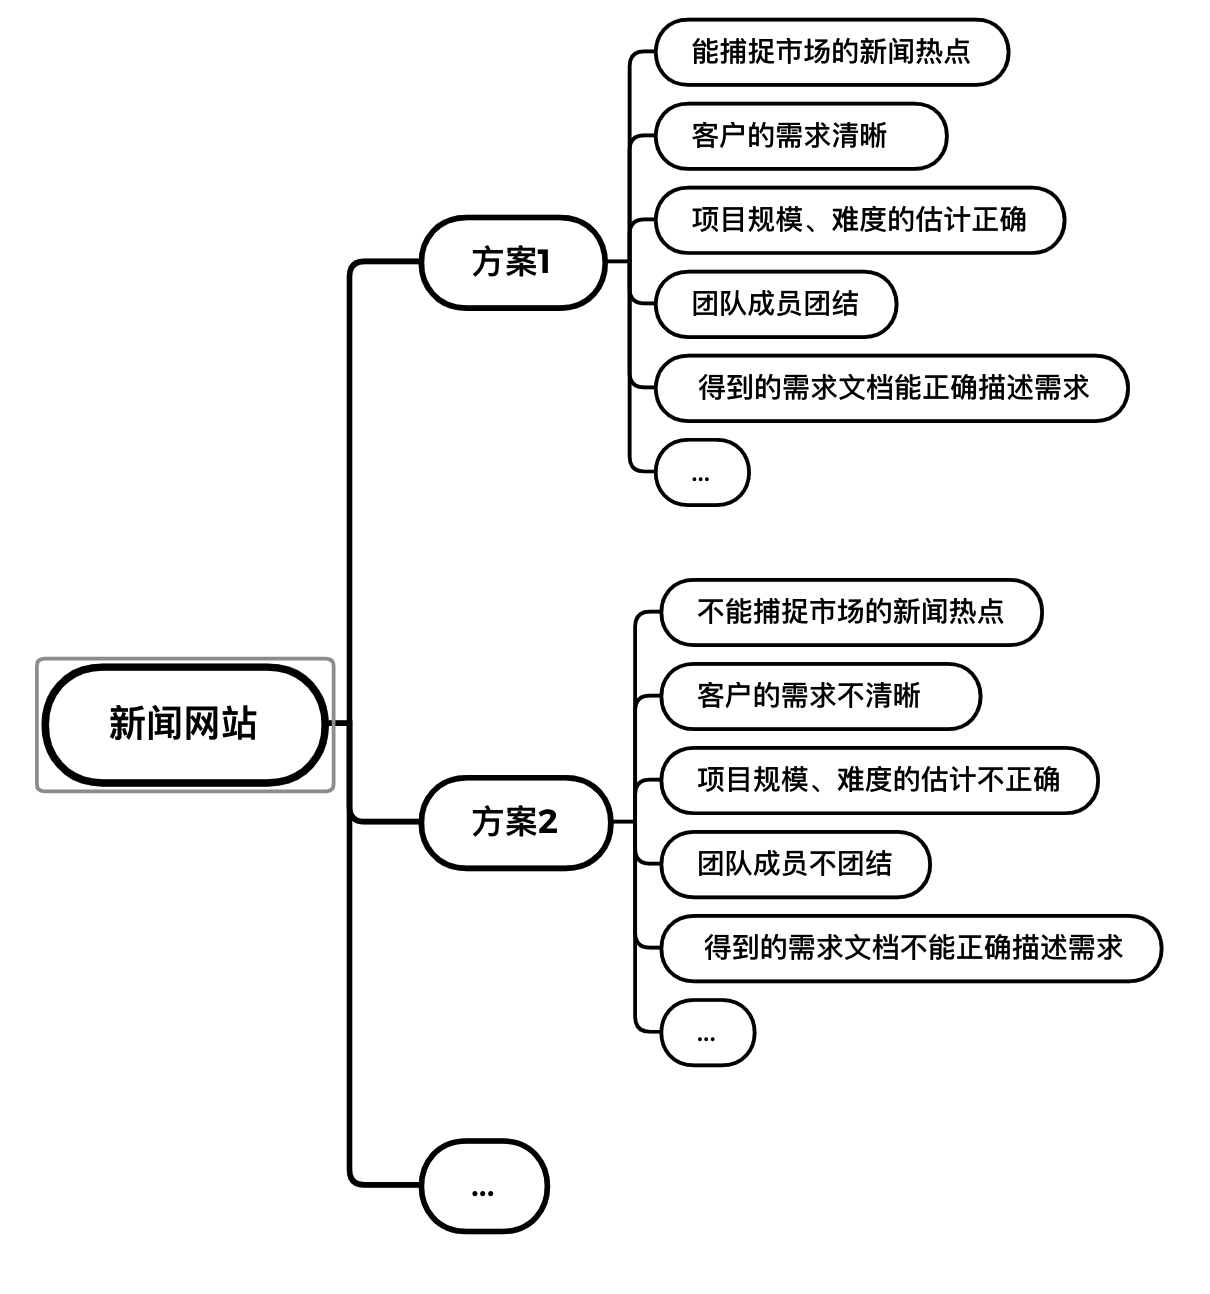 新闻网站
方案1
能捕捉市场的新闻热点
客户的需求清晰
项目规模、难度的估计正确
团队成员团结
得到的需求文档能正确描述需求
...
方案2
不能捕捉市场的新闻热点
客户的需求不清晰
项目规模、难度的估计不正确
团队成员不团结
得到的需求文档不能正确描述需求
...
...